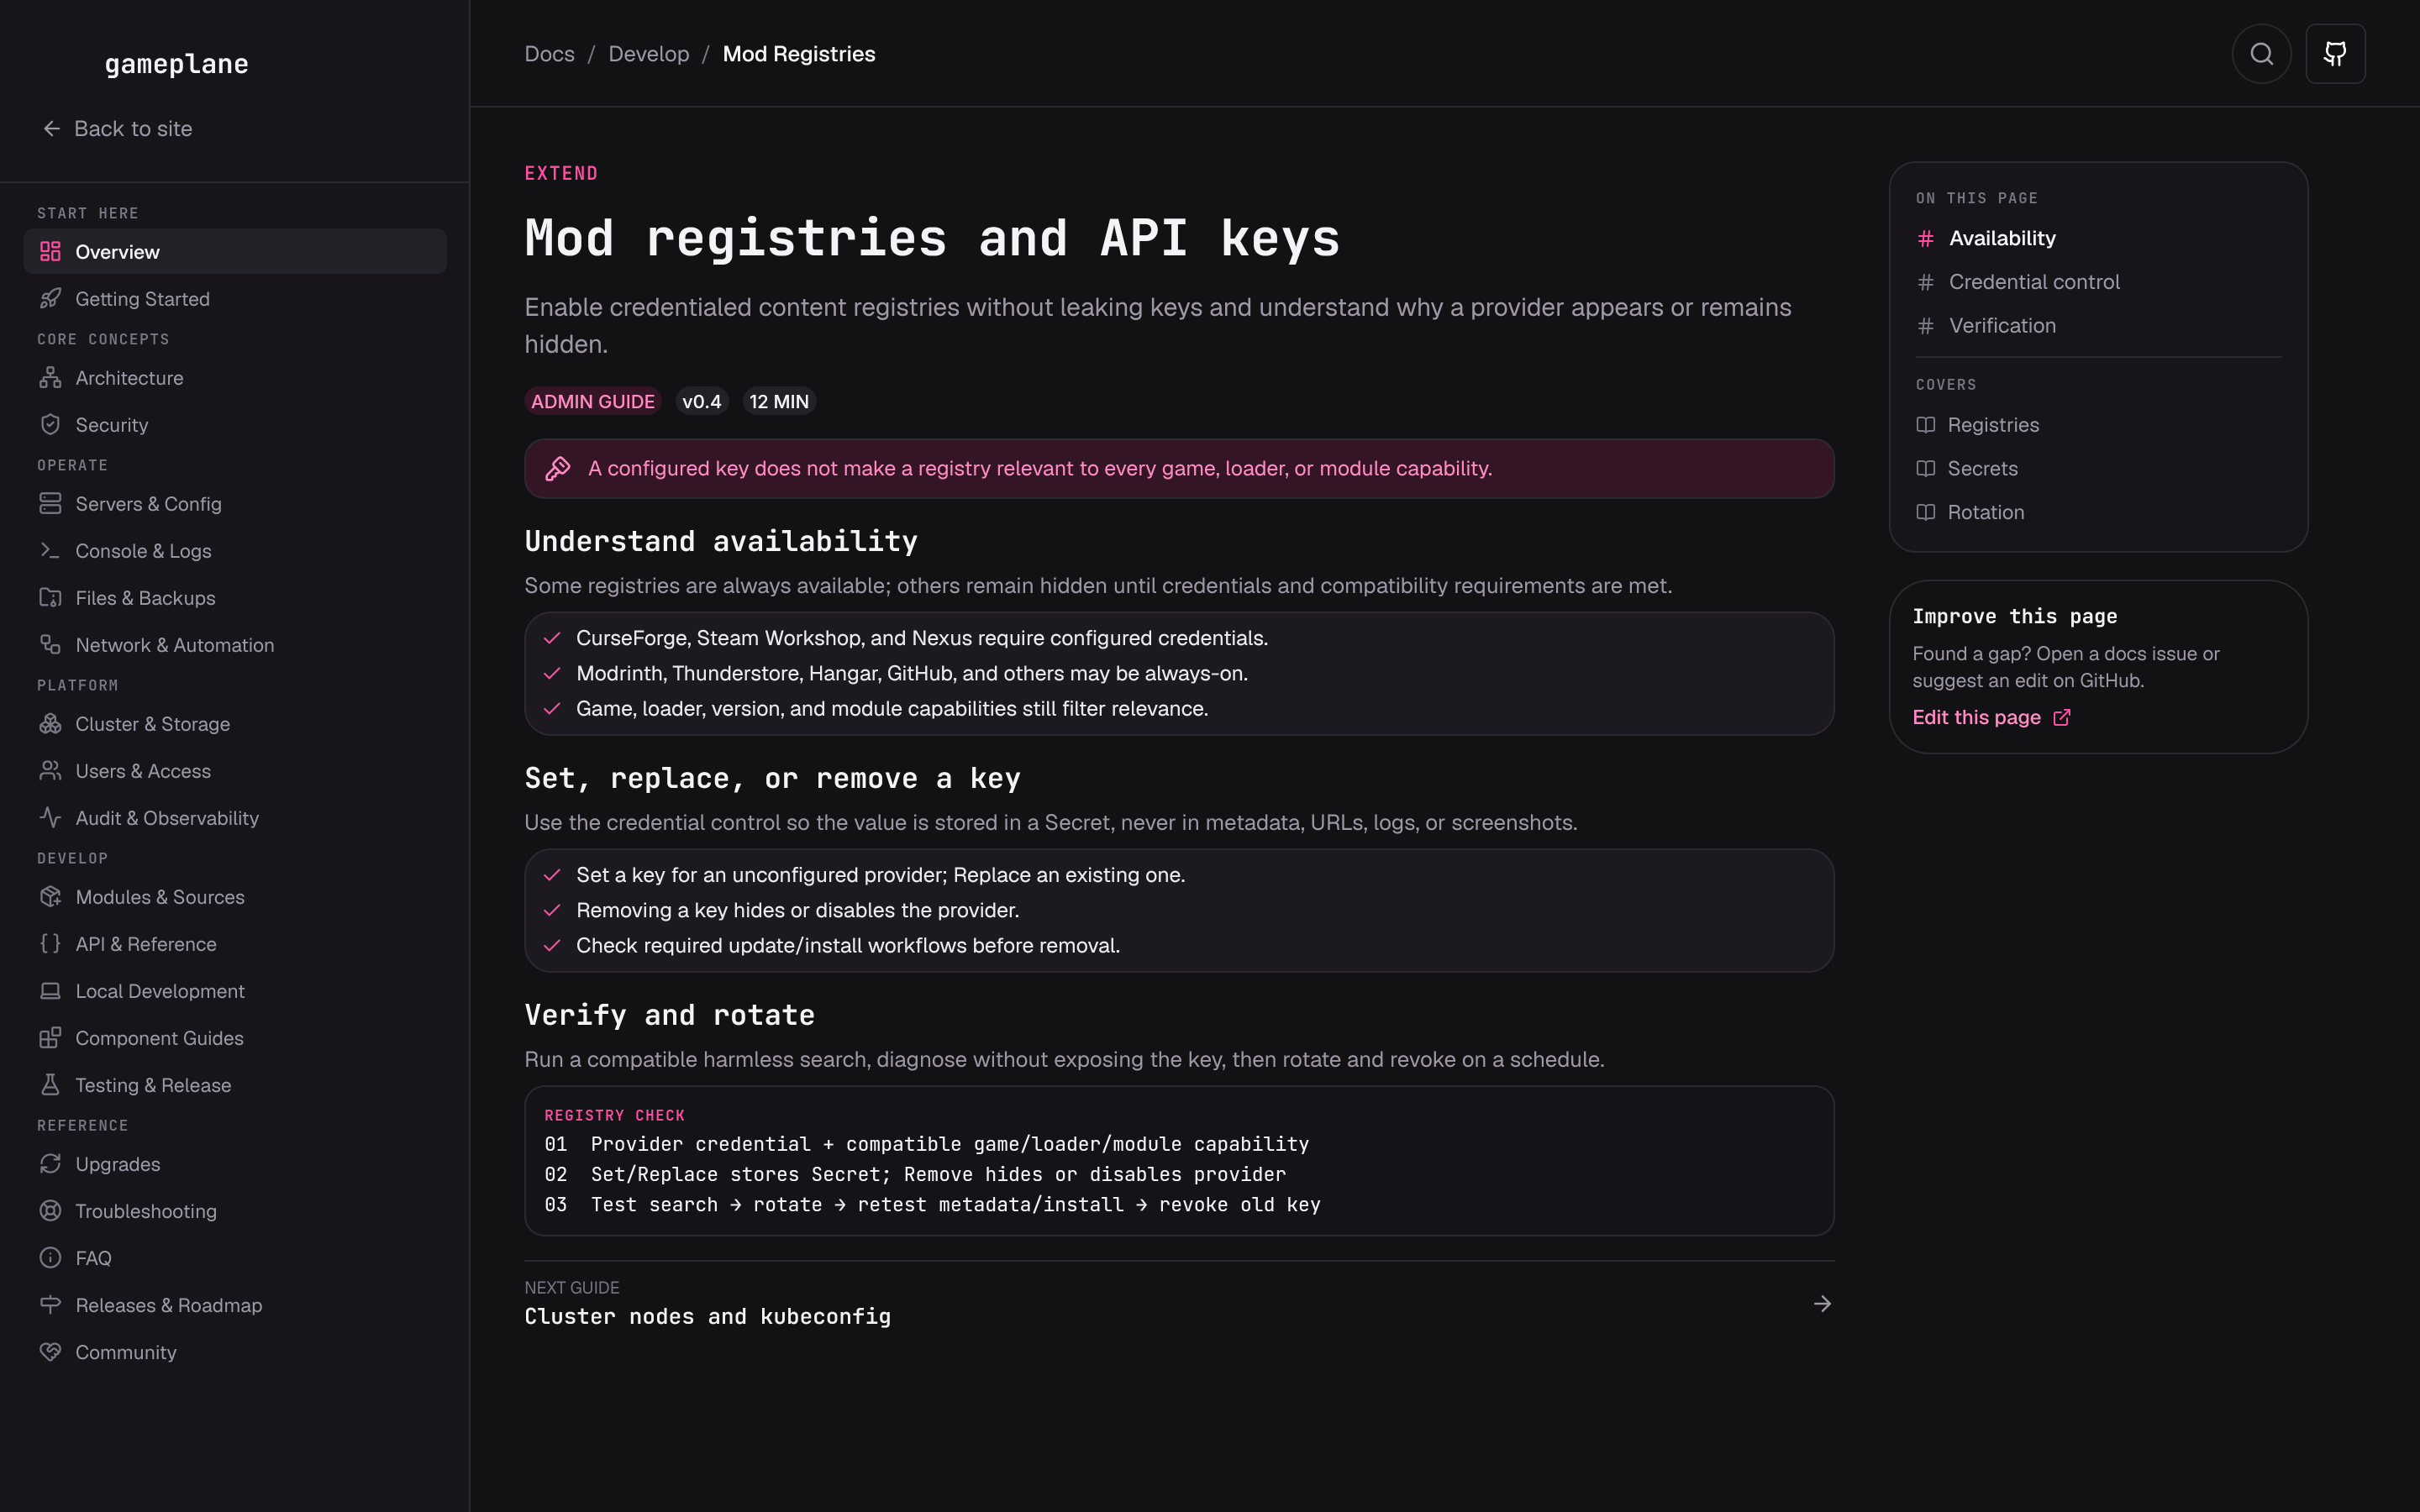 gameplane
Back to site
START HERE
Overview
Getting Started
CORE CONCEPTS
Architecture
Security
OPERATE
Servers & Config
Console & Logs
Files & Backups
Network & Automation
PLATFORM
Cluster & Storage
Users & Access
Audit & Observability
DEVELOP
Modules & Sources
API & Reference
Local Development
Component Guides
Testing & Release
REFERENCE
Upgrades
Troubleshooting
FAQ
Releases & Roadmap
Community
Docs / Develop / Mod Registries
EXTEND
Mod registries and API keys
Enable credentialed content registries without leaking keys and understand why a provider appears or remains
hidden.
ADMIN GUIDE v0.4 12 MIN
A configured key does not make a registry relevant to every game, loader, or module capability.
Understand availability
Some registries are always available; others remain hidden until credentials and compatibility requirements are met.
CurseForge, Steam Workshop, and Nexus require configured credentials.
Modrinth, Thunderstore, Hangar, GitHub, and others may be always-on.
Game, loader, version, and module capabilities still filter relevance.
Set, replace, or remove a key
Use the credential control so the value is stored in a Secret, never in metadata, URLs, logs, or screenshots.
Set a key for an unconfigured provider; Replace an existing one.
Removing a key hides or disables the provider.
Check required update/install workflows before removal.
Verify and rotate
Run a compatible harmless search, diagnose without exposing the key, then rotate and revoke on a schedule.
REGISTRY CHECK
01 Provider credential + compatible game/loader/module capability
02 Set/Replace stores Secret; Remove hides or disables provider
03 Test search → rotate → retest metadata/install → revoke old key
NEXT GUIDE
Cluster nodes and kubeconfig
ON THIS PAGE
# Availability
# Credential control
# Verification
COVERS
Registries
Secrets
Rotation
Improve this page
Found a gap? Open a docs issue or
suggest an edit on GitHub.
Edit this page